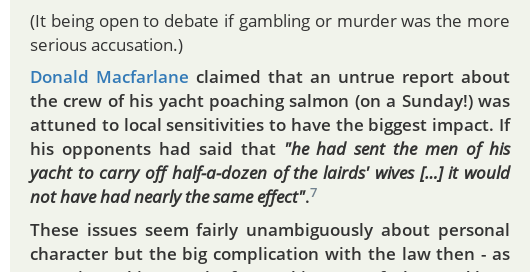 (It being open to debate if gambling or murder was the more
serious accusation.)
Donald Macfarlane claimed that an untrue report about
the crew of his yacht poaching salmon (on a Sunday!) was
attuned to local sensitivities to have the biggest impact. If
his opponents had said that "he had sent the men of his
yacht to carry off half-a-dozen of the lairds' wives [...] it would
not have had nearly the same effect".7
These issues seem fairly unambiguously about personal
character but the big complication with the law then - as